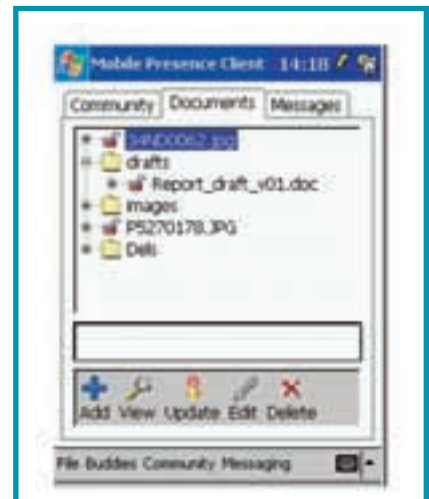 Mobile Presence Client 14:18
Community Documents Messages
drafts
Report_draft_v01.doc
images
P5270178.JPG
Dels
Add View Update Edit Delete
File Buddies Community Messaging